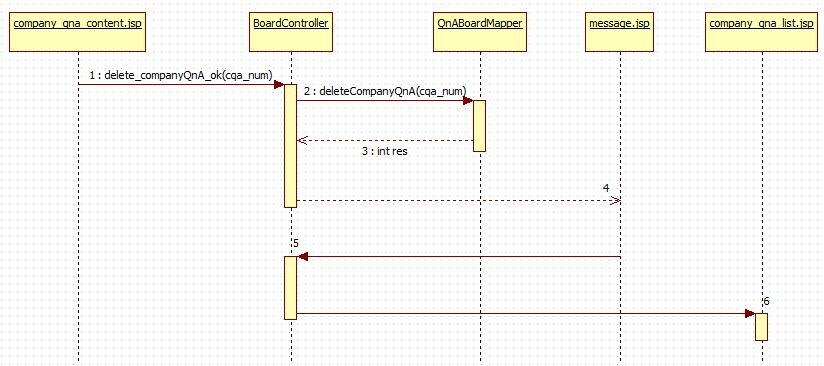 company_qna_content.jsp
BoardController
QnABoardMapper
message.jsp
company_qna_list.jsp
1 : delete_companyQnA_ok(cqa_num)
2 : deleteCompanyQnA(cqa_num)
3 : int res
4
5
6